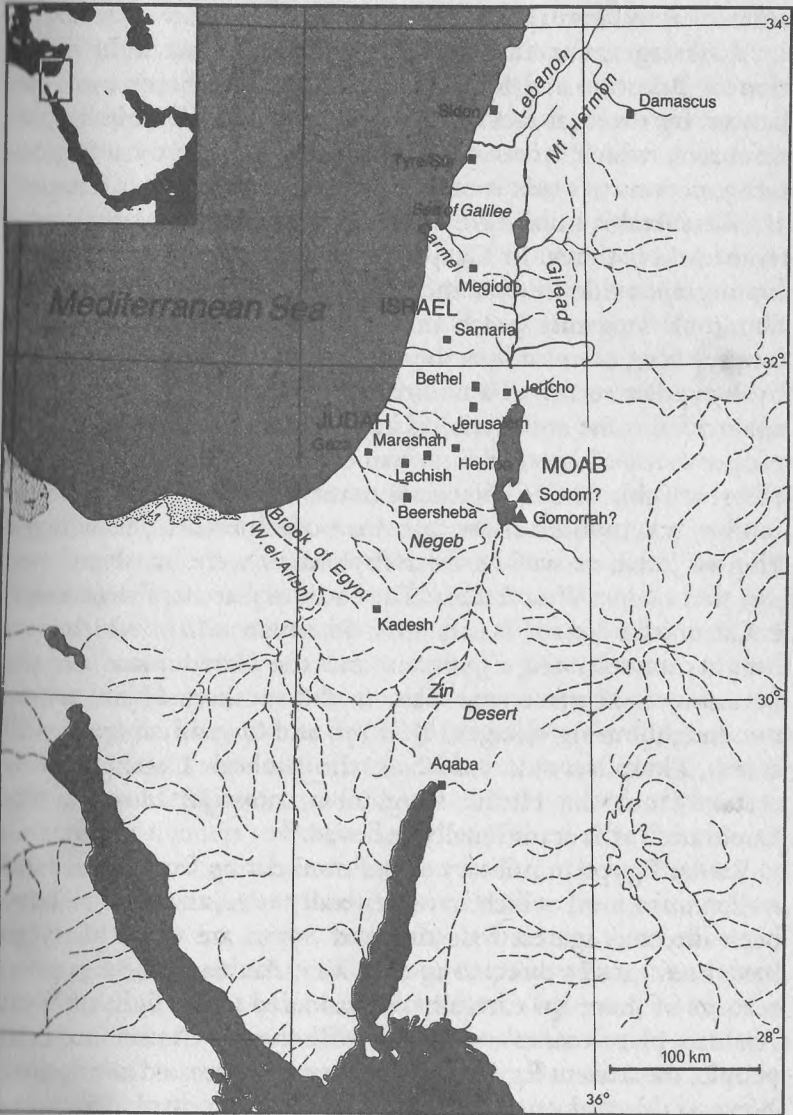 34°
Lebanon
Mt Hermon
Damascus
Sidon
Tyre/Sūr
Sea of Galilee
Carmel
Megiddo
Gilead
Mediterranean Sea
ISRAEL
Samaria
32°
Bethel
Jericho
JUDAH
Jerusalem
Gaza
Mareshah
Hebron
MOAB
Lachish
Sodom?
Beersheba
Gomorrah?
Negeb
Brook of Egypt
(W el-Arish)
Kadesh
Zin
30°
Desert
Aqaba
28°
100 km
36°